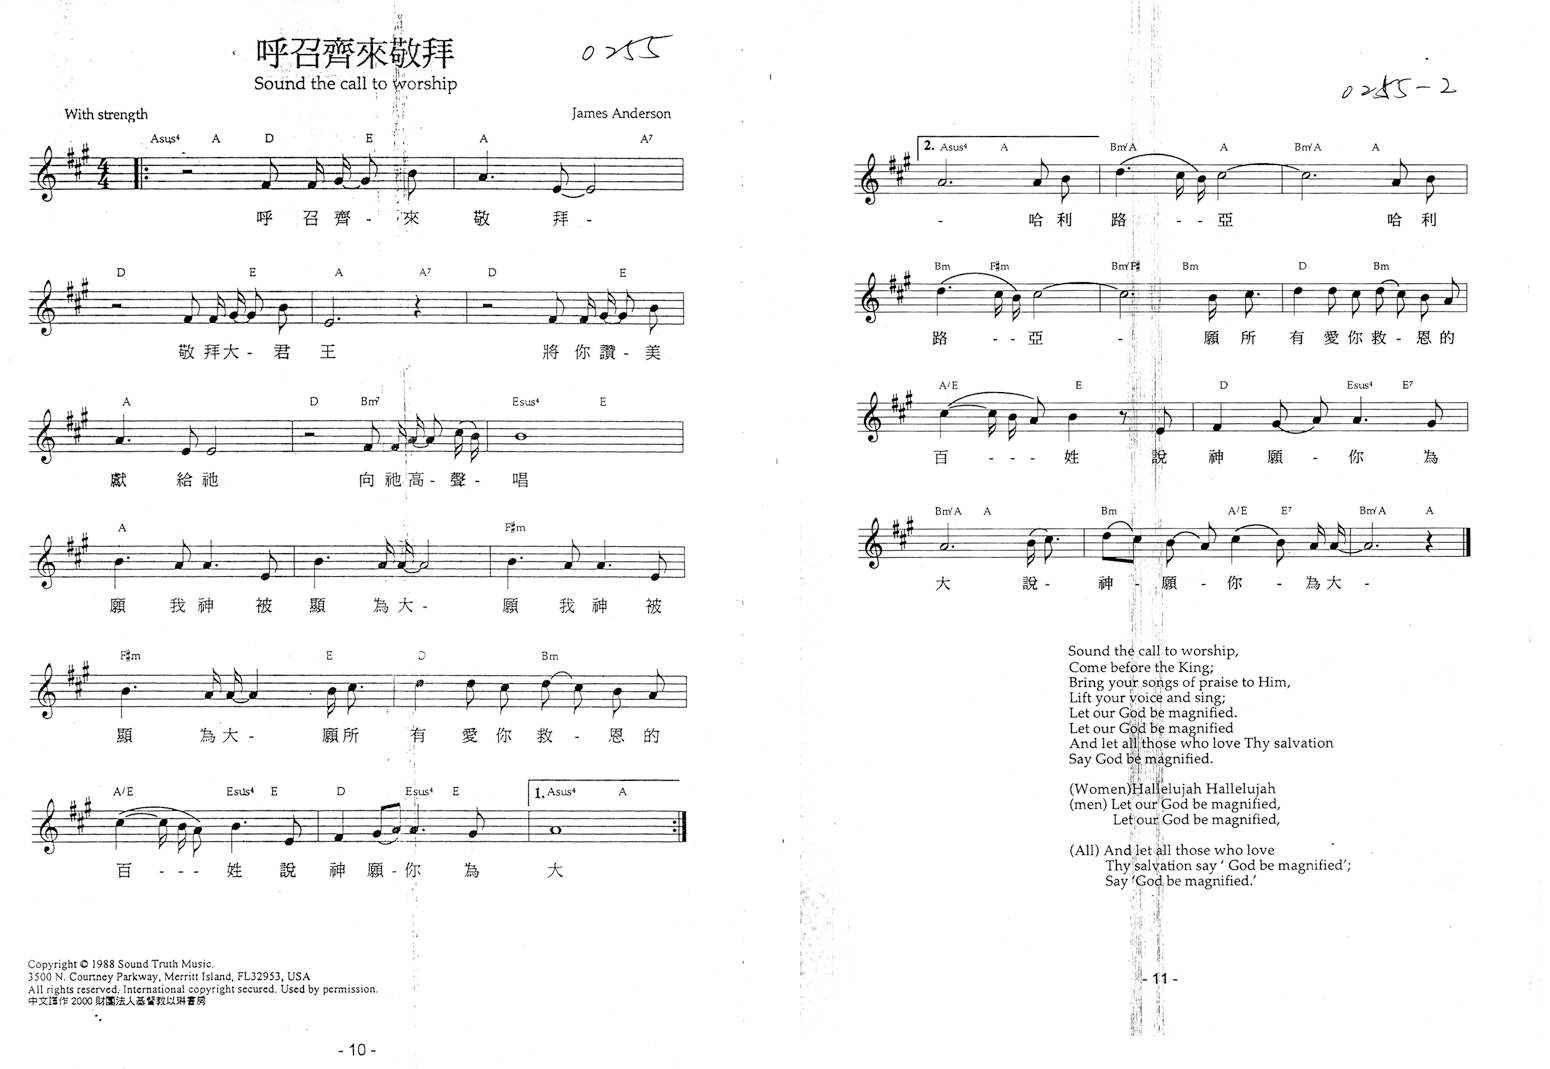 呼召齊來敬拜
0255
Sound the call to worship
With strength
James Anderson
Asus4 A D E A A7
呼 召 齊 - 來 敬 拜 -
D E A A7 D E
敬 拜 大 - 君 王 將 你 讚 - 美
A D Bm7 Esus4 E
獻 給 祂 向 祂 高 - 聲 - 唱
A F#m
願 我 神 被 顯 為 大 - 願 我 神 被
F#m E D Bm
顯 為 大 - 願 所 有 愛 你 救 - 恩 的
A/E Esus4 E D Esus4 E 1. Asus4 A
百 - - - 姓 說 神 願 - 你 為 大
Copyright © 1988 Sound Truth Music.
3500 N. Courtney Parkway, Merritt Island, FL32953, USA
All rights reserved. International copyright secured. Used by permission.
中文譯作 2000 財團法人基督教以琳書房
- 10 -
0255-2
2. Asus4 A Bm/A A Bm/A A
- 哈 利 路 - - 亞 哈 利
Bm F#m Bm/F# Bm D Bm
路 - - 亞 - 願 所 有 愛 你 救 - 恩 的
A/E E D Esus4 E7
百 - - - 姓 說 神 願 - 你 為
Bm/A A Bm A/E E7 Bm/A A
大 說 - 神 - 願 - 你 - 為 大 -
Sound the call to worship,
Come before the King;
Bring your songs of praise to Him,
Lift your voice and sing;
Let our God be magnified.
Let our God be magnified
And let all those who love Thy salvation
Say God be magnified.
(Women)Hallelujah Hallelujah
(men) Let our God be magnified,
Let our God be magnified,
(All) And let all those who love
Thy salvation say ‘ God be magnified’;
Say ‘God be magnified.’
- 11 -